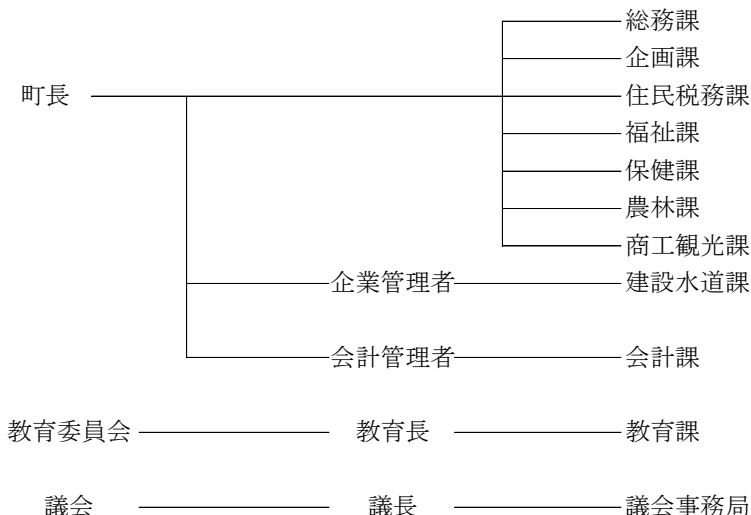 総務課
企画課
町長 住民税務課
福祉課
保健課
農林課
商工観光課
企業管理者 建設水道課
会計管理者 会計課
教育委員会 教育長 教育課
議会 議長 議会事務局